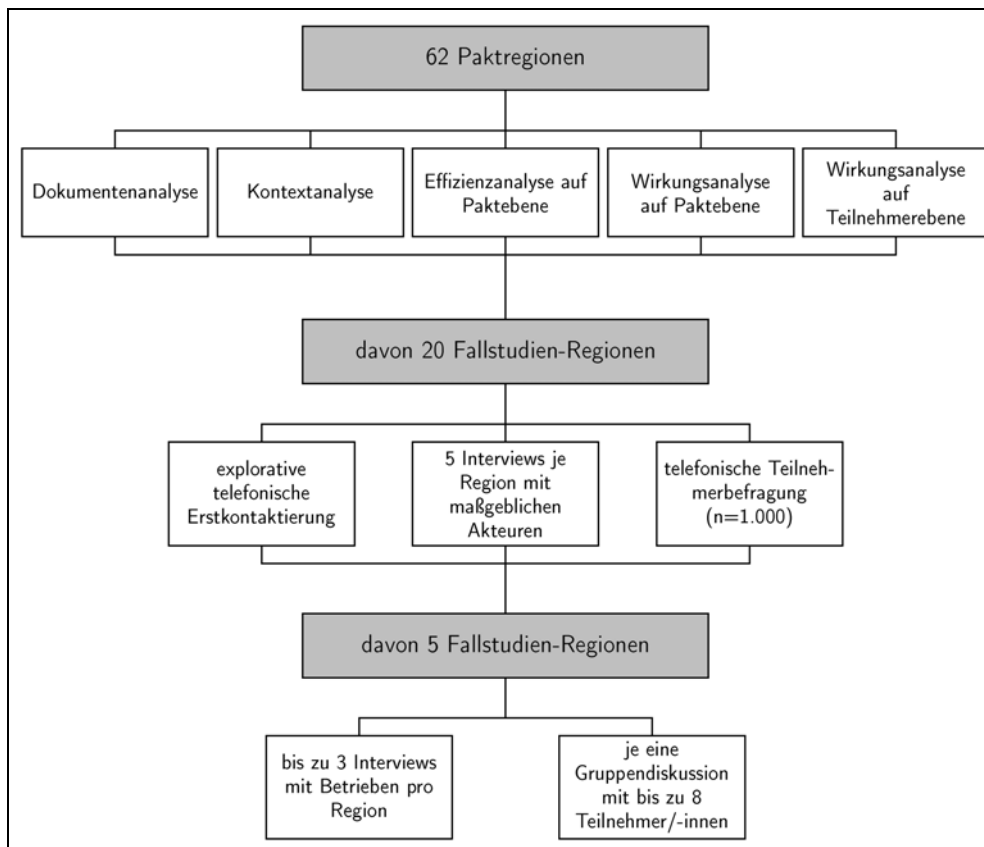 62 Paktregionen
Dokumentenanalyse
Kontextanalyse
Effizienzanalyse auf
Paktebene
Wirkungsanalyse
auf Paktebene
Wirkungsanalyse
auf
Teilnehmerebene
davon 20 Fallstudien-Regionen
explorative
telefonische
Erstkontaktierung
5 Interviews je
Region mit
maßgeblichen
Akteuren
telefonische Teilneh-
merbefragung
(n=1.000)
davon 5 Fallstudien-Regionen
bis zu 3 Interviews
mit Betrieben pro
Region
je eine
Gruppendiskussion
mit bis zu 8
Teilnehmer/-innen